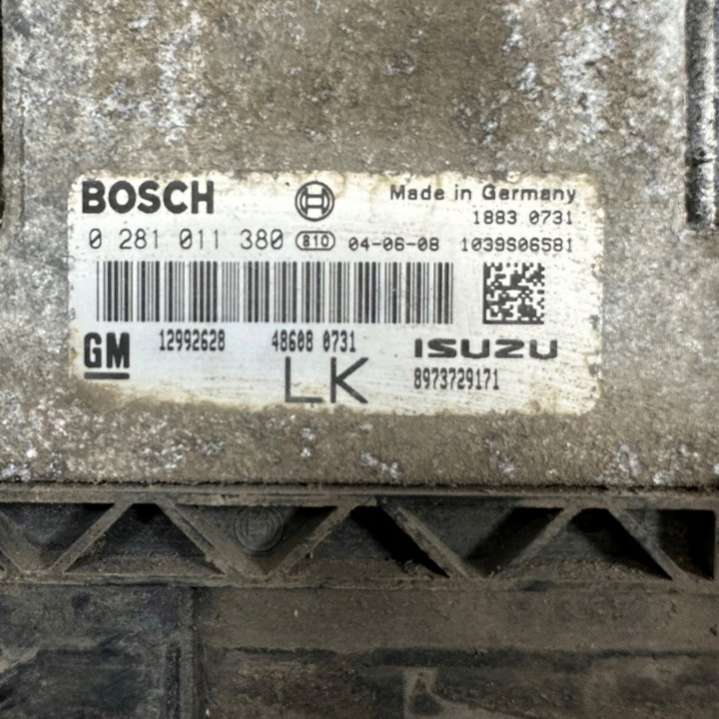 BOSCH
Made in Germany
1883 0731
0 281 011 380 810 04-06-08 1039S06581
GM 12992628 48608 0731 ISUZU
LK 8973729171